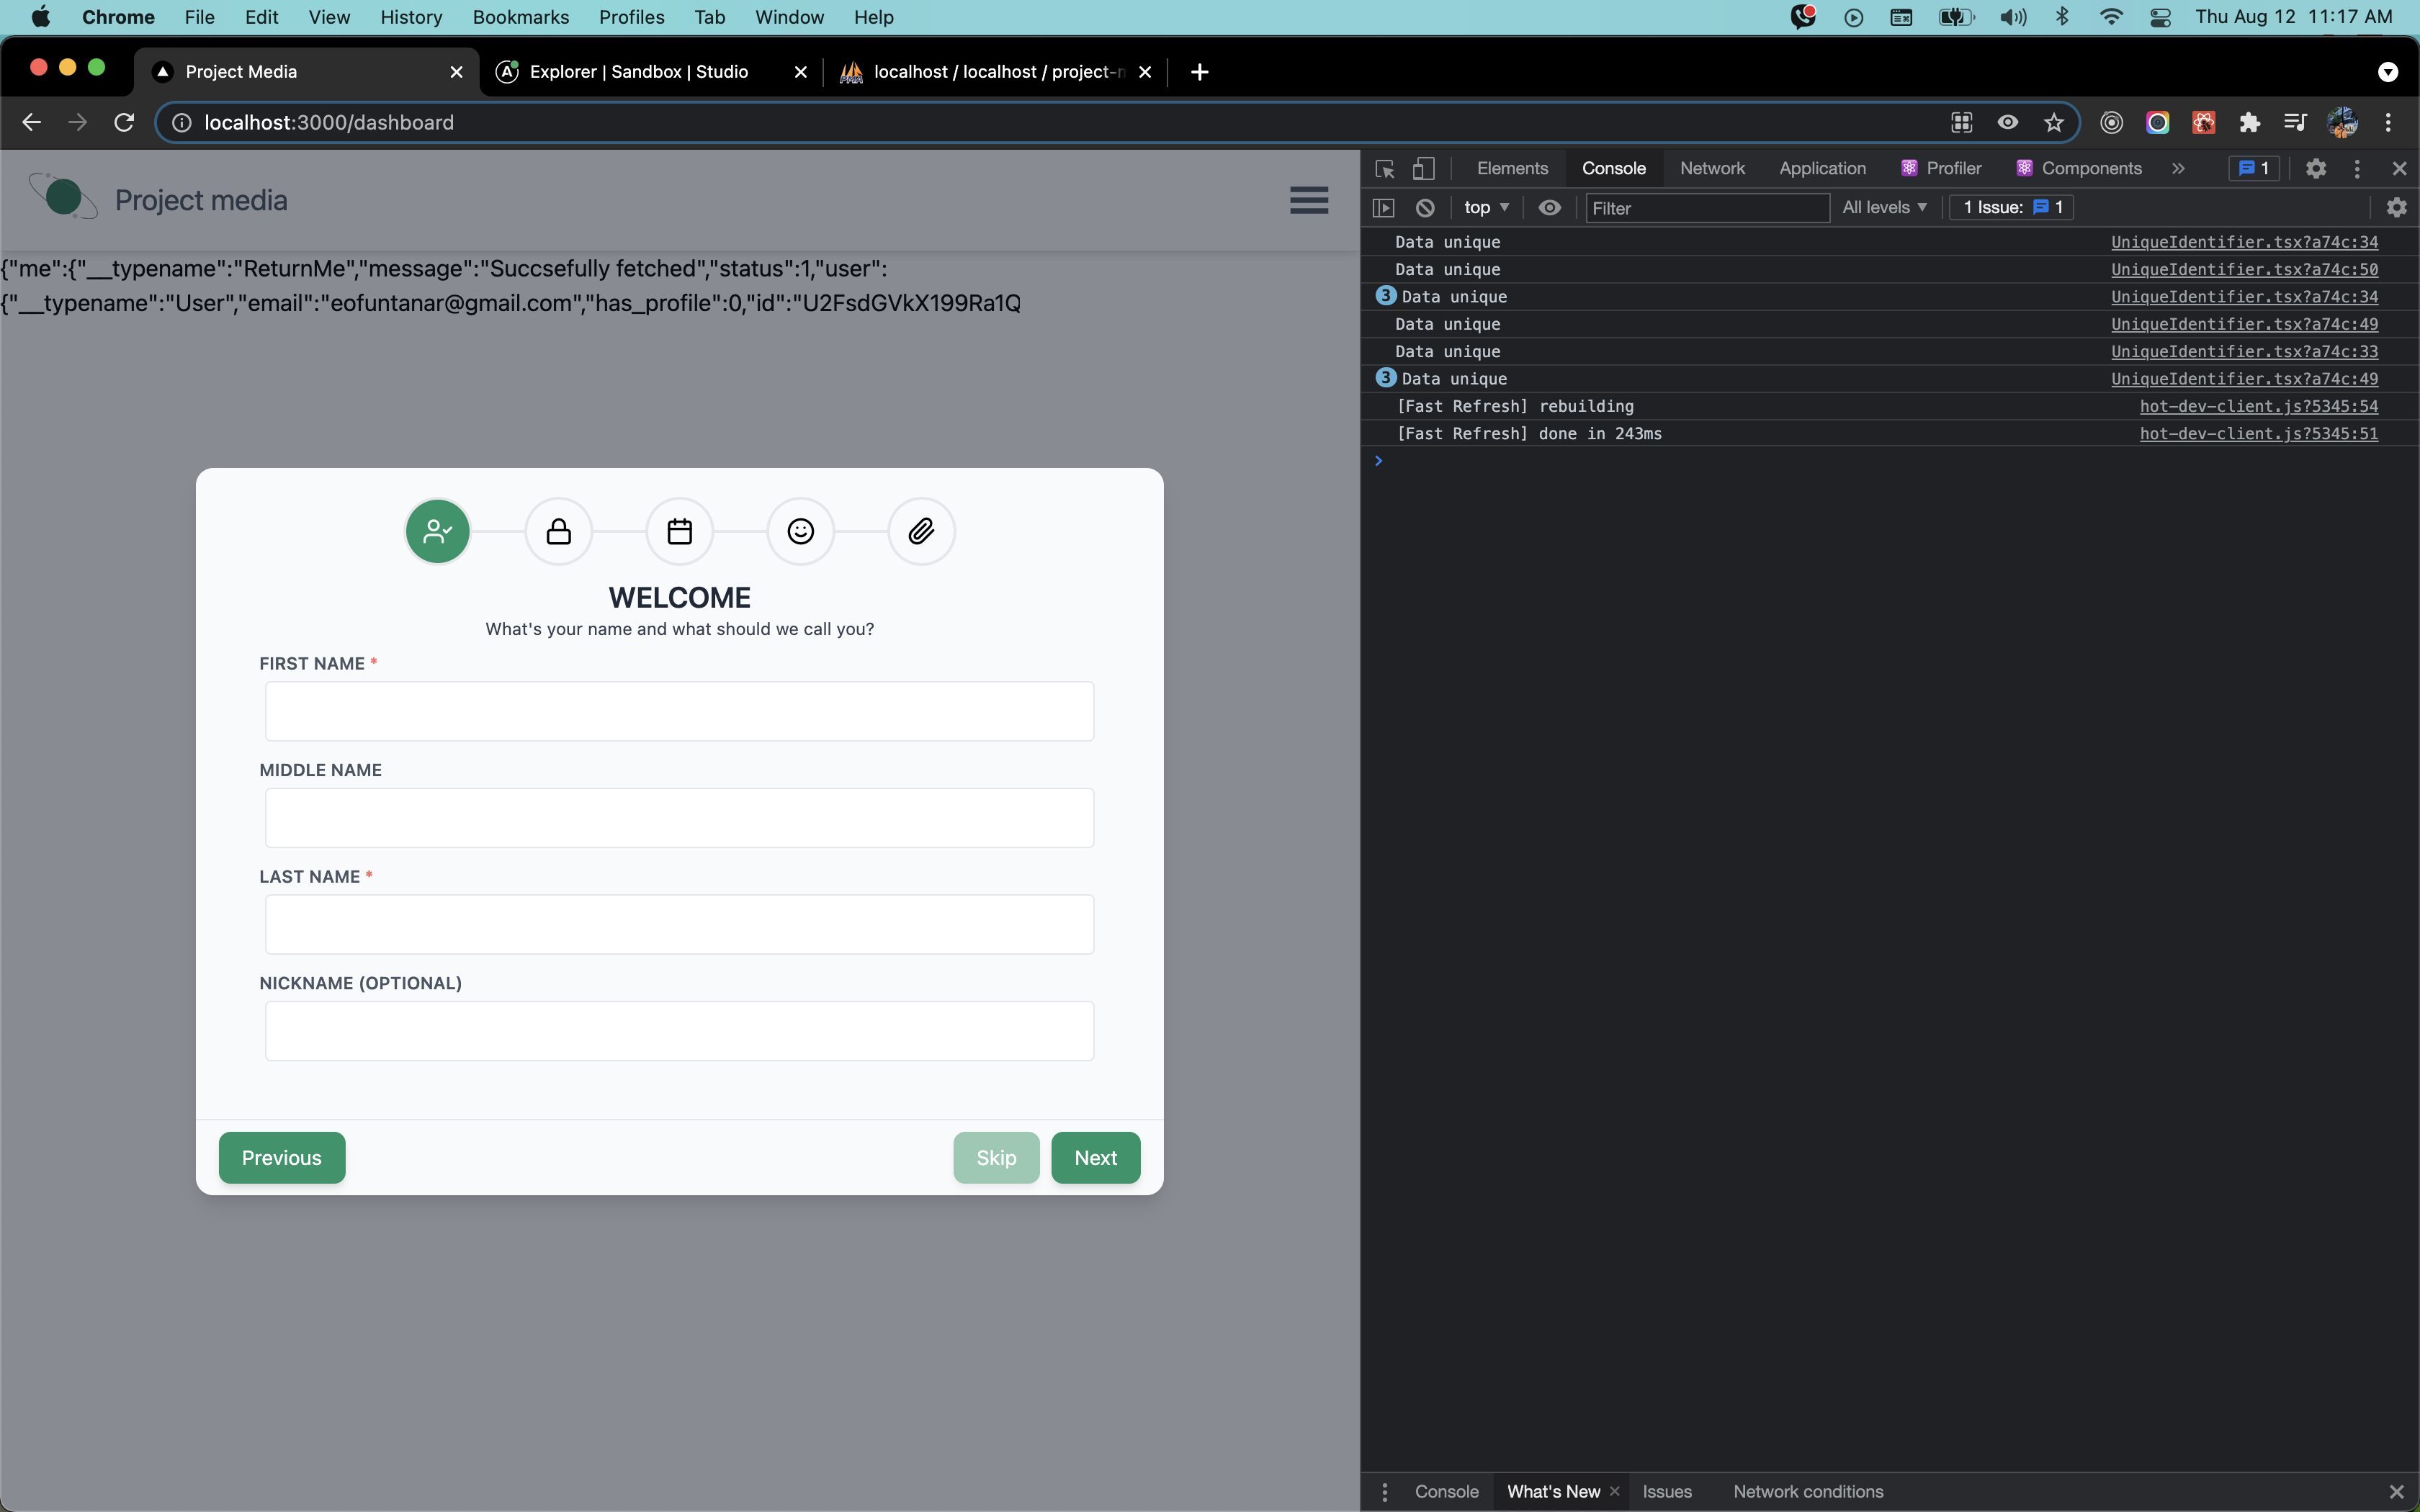 Chrome File Edit View History Bookmarks Profiles Tab Window Help Thu Aug 12 11:17 AM
Project Media Explorer | Sandbox | Studio localhost / localhost / project-
localhost:3000/dashboard
Project media
{"me":{"__typename":"ReturnMe","message":"Succsefully fetched","status":1,"user":
{"__typename":"User","email":"eofuntanar@gmail.com","has_profile":0,"id":"U2FsdGVkX199Ra1Q
WELCOME
What's your name and what should we call you?
FIRST NAME *
MIDDLE NAME
LAST NAME *
NICKNAME (OPTIONAL)
Previous Skip Next
Elements Console Network Application Profiler Components » 1
top Filter All levels 1 Issue: 1
Data unique UniqueIdentifier.tsx?a74c:34
Data unique UniqueIdentifier.tsx?a74c:50
3 Data unique UniqueIdentifier.tsx?a74c:34
Data unique UniqueIdentifier.tsx?a74c:49
Data unique UniqueIdentifier.tsx?a74c:33
3 Data unique UniqueIdentifier.tsx?a74c:49
[Fast Refresh] rebuilding hot-dev-client.js?5345:54
[Fast Refresh] done in 243ms hot-dev-client.js?5345:51
Console What's New Issues Network conditions